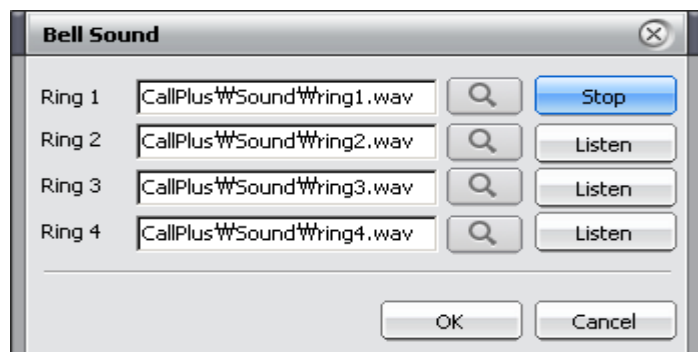 Bell Sound
Ring 1 CallPlus₩Sound₩ring1.wav Stop
Ring 2 CallPlus₩Sound₩ring2.wav Listen
Ring 3 CallPlus₩Sound₩ring3.wav Listen
Ring 4 CallPlus₩Sound₩ring4.wav Listen
OK Cancel